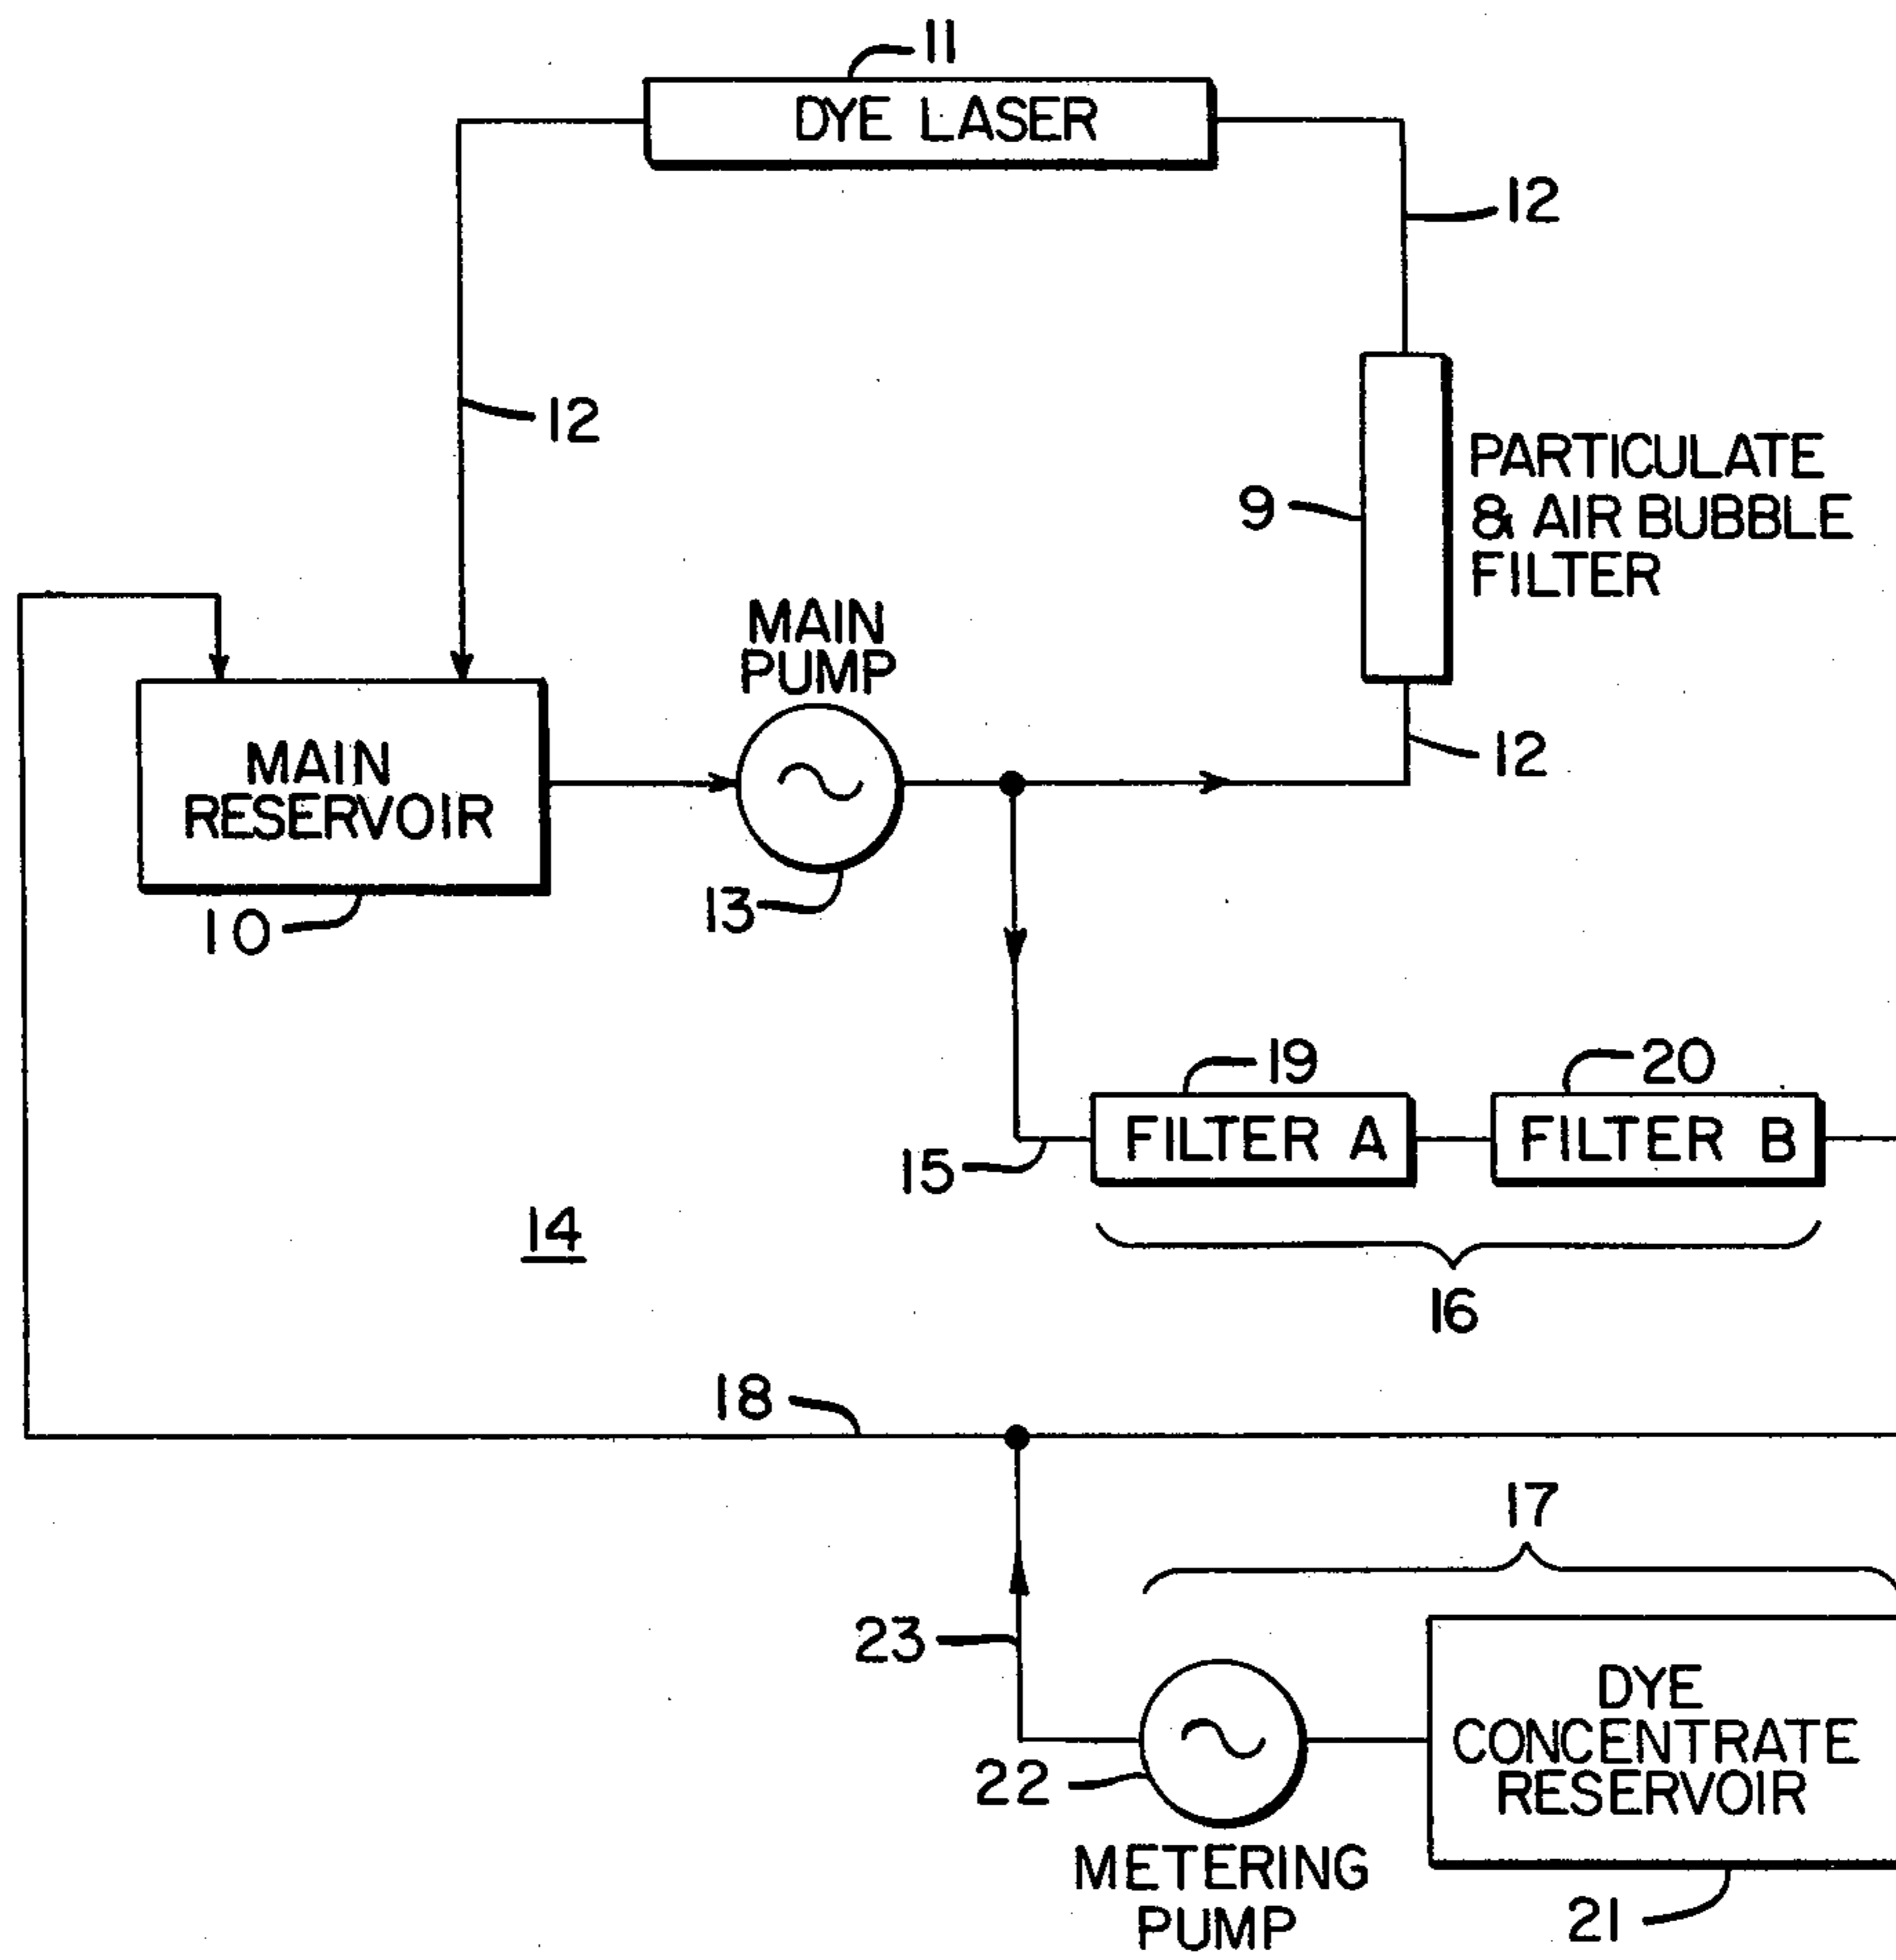 11
DYE LASER
12
12
PARTICULATE
& AIR BUBBLE
FILTER
9
MAIN
PUMP
MAIN
RESERVOIR
12
13
10
19
20
FILTER A
FILTER B
15
14
16
18
17
23
DYE
CONCENTRATE
RESERVOIR
22
METERING
PUMP
21